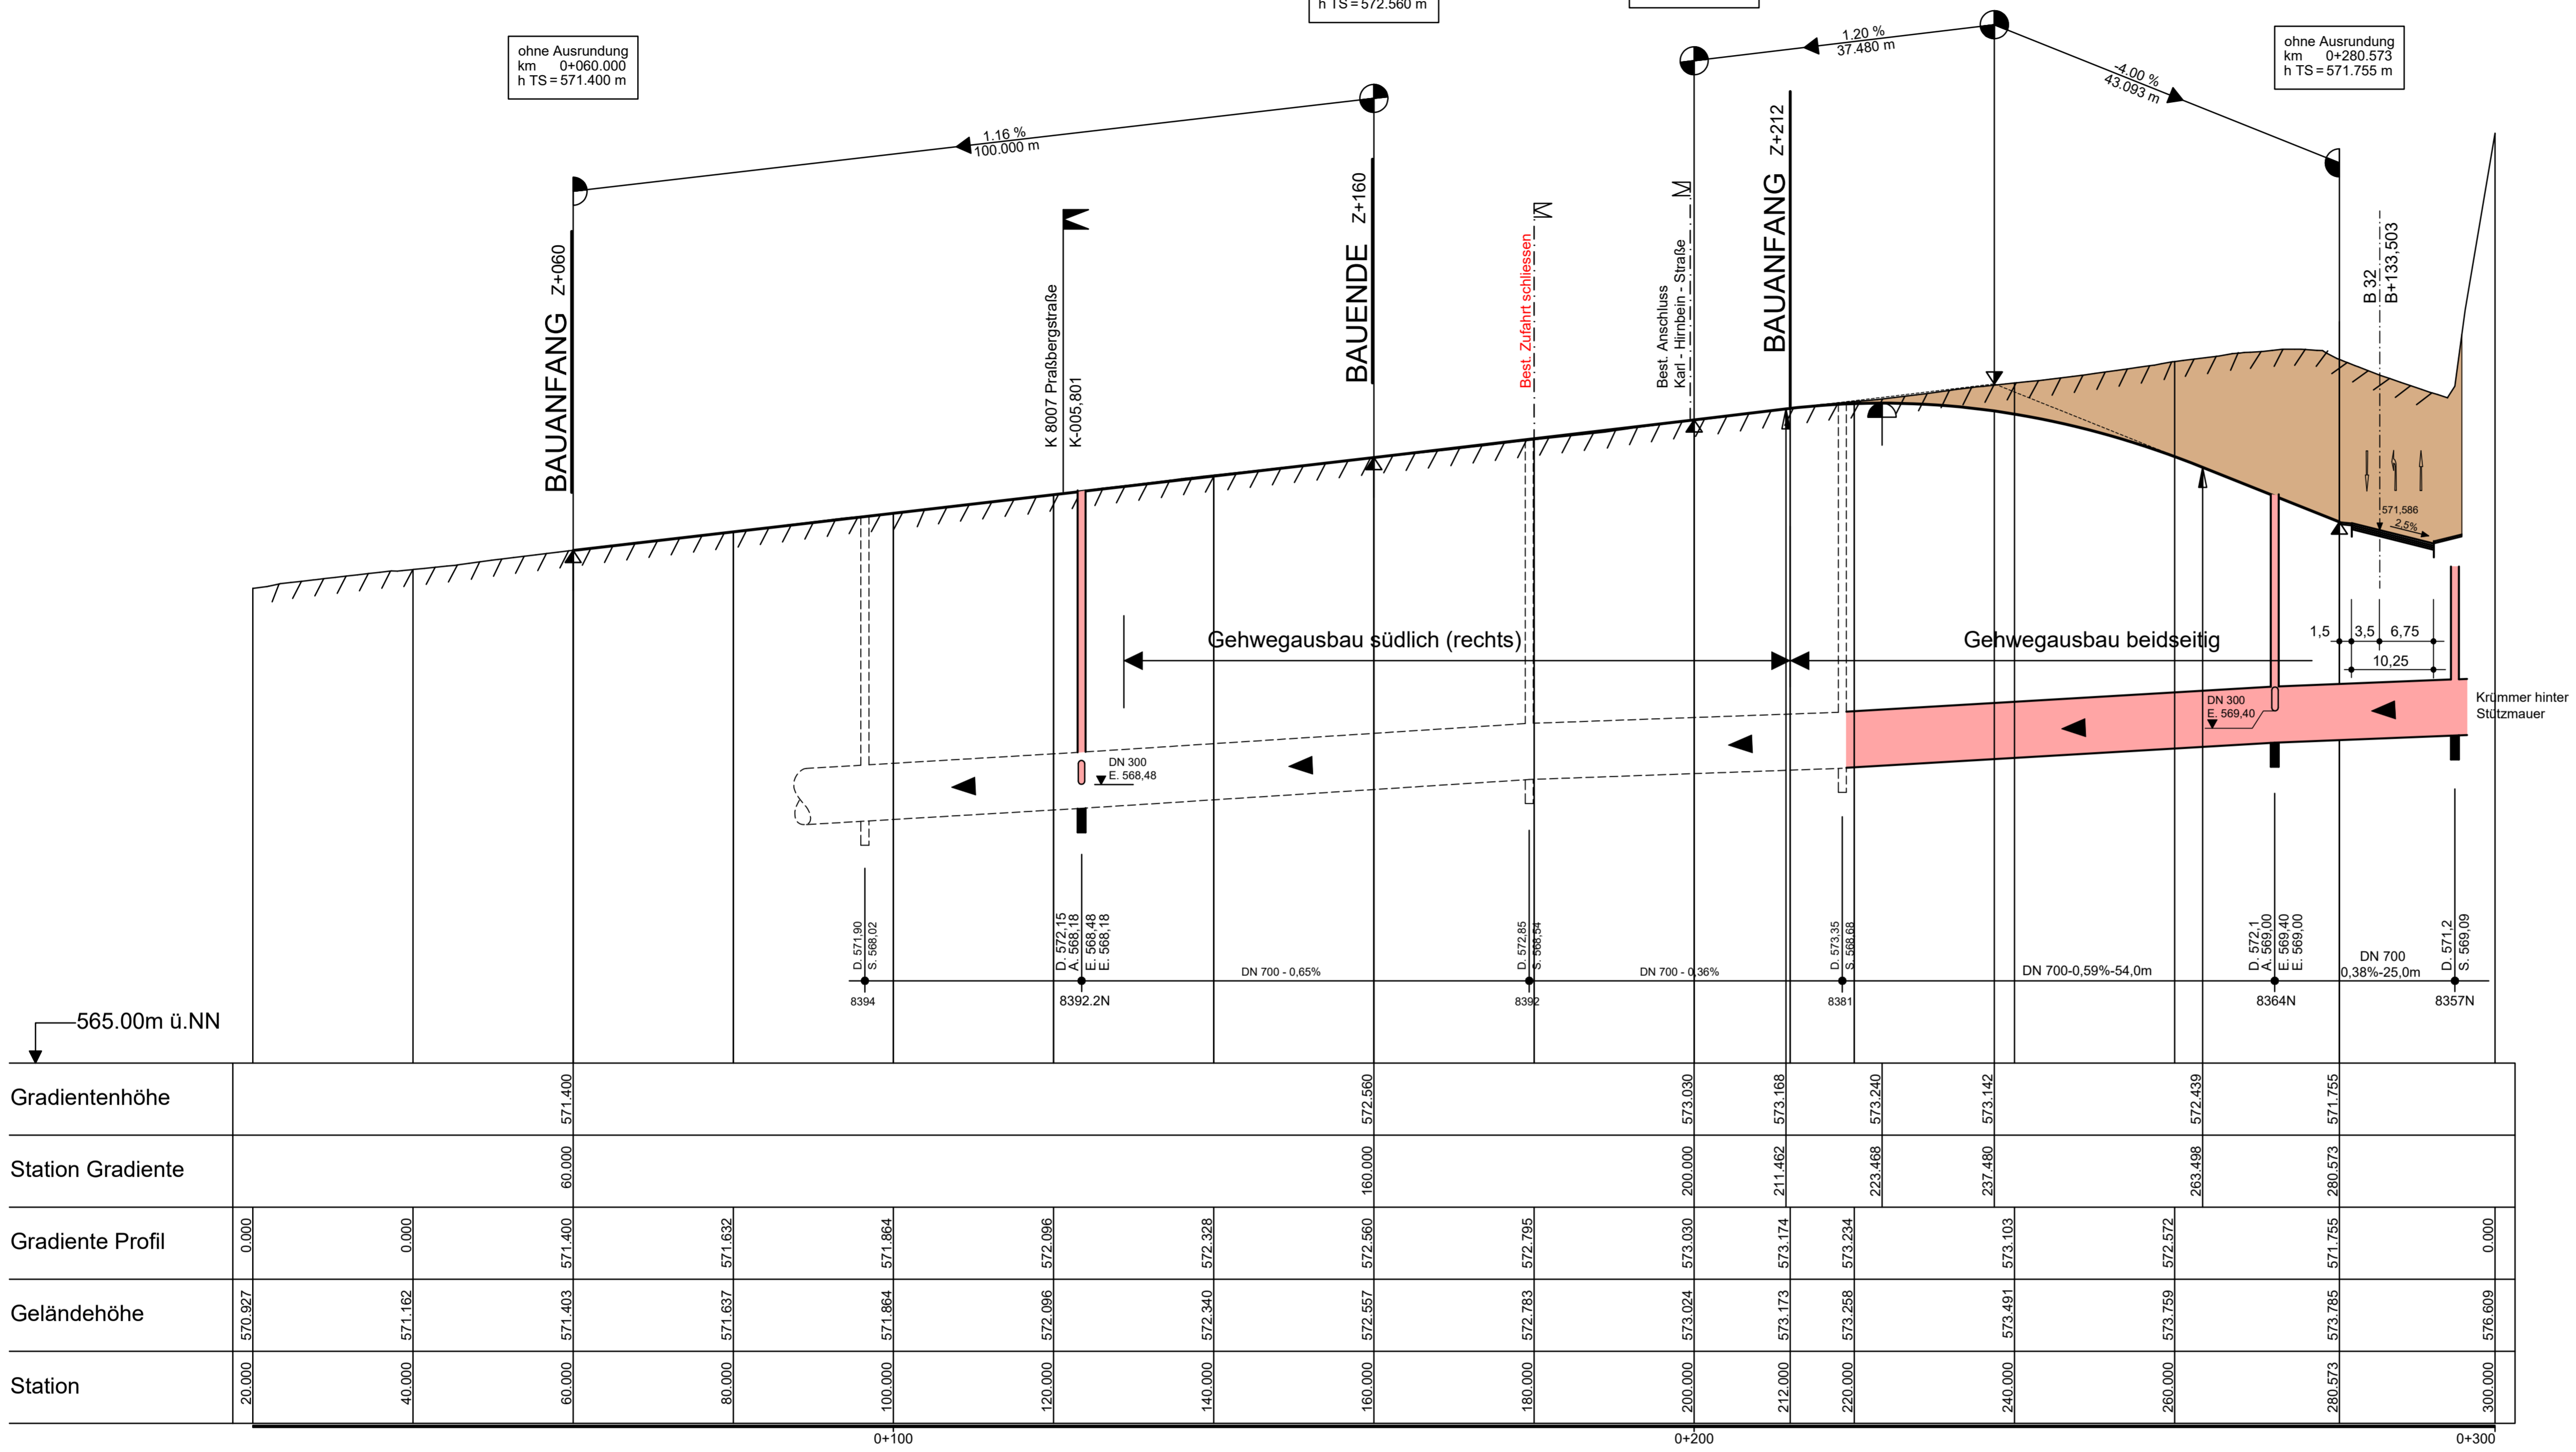 h TS = 572.560 m
ohne Ausrundung
km 0+060.000
h TS = 571.400 m
ohne Ausrundung
km 0+280.573
h TS = 571.755 m
1.16 %
100.000 m
1.20 %
37.480 m
-4.00 %
43.093 m
BAUANFANG Z+060
K 8007 Praßbergstraße
K-005,801
BAUENDE Z+160
Best. Zufahrt schliessen
Best. Anschluss
Karl - Hirnbein - Straße
BAUANFANG Z+212
B 32
B+133,503
571,586
2,5%
Gehwegausbau südlich (rechts)
Gehwegausbau beidseitig
1,5 3,5 6,75
10,25
Krümmer hinter
Stützmauer
DN 300
E. 569,40
DN 300
E. 568,48
D. 571,90
S. 568,02
D. 572,15
A. 568,18
E. 568,48
E. 568,18
D. 572,85
S. 568,54
D. 573,35
S. 568,68
D. 572,1
A. 569,00
E. 569,40
E. 569,00
D. 571,2
S. 569,09
DN 700 - 0,65%
DN 700 - 0,36%
DN 700-0,59%-54,0m
DN 700
0,38%-25,0m
8394
8392.2N
8392
8381
8364N
8357N
565.00m ü.NN
Gradientenhöhe 571.400 572.560 573.030 573.168 573.240 573.142 572.439 571.755
Station Gradiente 60.000 160.000 200.000 211.462 223.468 237.480 263.498 280.573
Gradiente Profil 0.000 0.000 571.400 571.632 571.864 572.096 572.328 572.560 572.795 573.030 573.174 573.234 573.103 572.572 571.755 0.000
Geländehöhe 570.927 571.162 571.403 571.637 571.864 572.096 572.340 572.557 572.783 573.024 573.173 573.258 573.491 573.759 573.785 576.609
Station 20.000 40.000 60.000 80.000 100.000 120.000 140.000 160.000 180.000 200.000 212.000 220.000 240.000 260.000 280.573 300.000
0+100 0+200 0+300